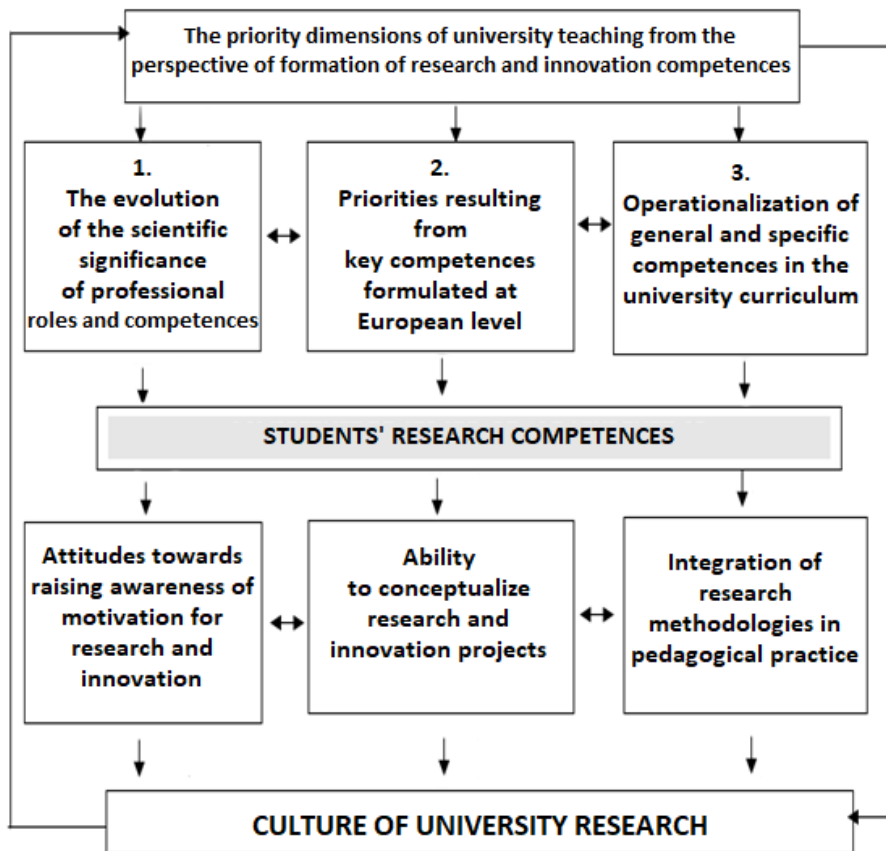 The priority dimensions of university teaching from the
perspective of formation of research and innovation competences
1.
The evolution
of the scientific
significance
of professional
roles and competences
2.
Priorities resulting
from
key competences
formulated at
European level
3.
Operationalization of
general and specific
competences in the
university curriculum
STUDENTS' RESEARCH COMPETENCES
Attitudes towards
raising awareness of
motivation for
research and
innovation
Ability
to conceptualize
research and
innovation projects
Integration of
research
methodologies in
pedagogical practice
CULTURE OF UNIVERSITY RESEARCH